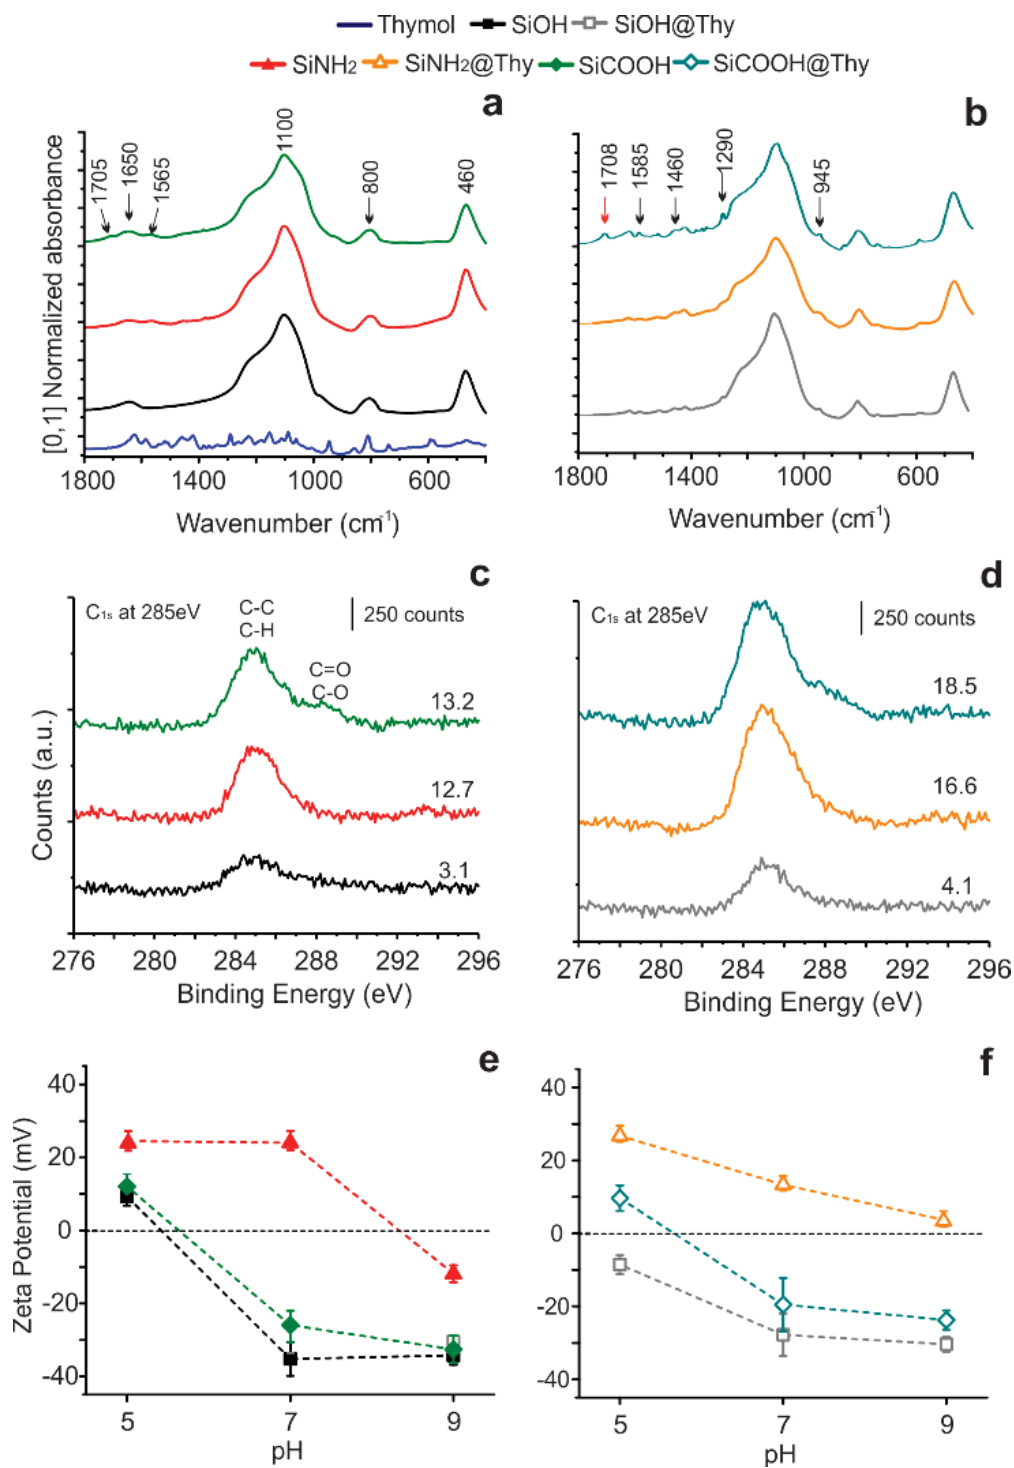 Thymol SiOH SiOH@Thy
SiNH₂ SiNH₂@Thy SiCOOH SiCOOH@Thy
a
b
[0,1] Normalized absorbance
1705
1650
1565
1100
800
460
1708
1585
1460
1290
945
1800 1400 1000 600
1800 1400 1000 600
Wavenumber (cm⁻¹)
Wavenumber (cm⁻¹)
c
d
C₁s at 285eV
C-C
C-H
250 counts
C=O
C-O
13.2
12.7
3.1
Counts (a.u.)
C₁s at 285eV
250 counts
18.5
16.6
4.1
276 280 284 288 292 296
276 280 284 288 292 296
Binding Energy (eV)
Binding Energy (eV)
e
f
Zeta Potential (mV)
40
20
0
-20
-40
40
20
0
-20
-40
5 7 9
5 7 9
pH
pH